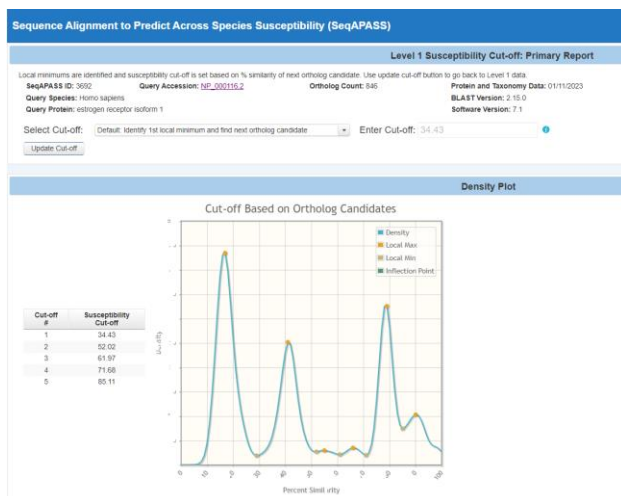 Sequence Alignment to Predict Across Species Susceptibility (SeqAPASS)
Level 1 Susceptibility Cut-off: Primary Report
Local minimums are identified and susceptibility cut-off is set based on % similarity of next ortholog candidate. Use update cut-off button to go back to Level 1 data.
SeqAPASS ID: 3692 Query Accession: NP_000116.2 Ortholog Count: 846 Protein and Taxonomy Data: 01/11/2023
Query Species: Homo sapiens BLAST Version: 2.15.0
Query Protein: estrogen receptor isoform 1 Software Version: 7.1
Select Cut-off: Default: Identify 1st local minimum and find next ortholog candidate Enter Cut-off: 34.43
Update Cut-off
Density Plot
Cut-off Based on Ortholog Candidates
Density
Local Max
Local Min
Inflection Point
Cut-off # Susceptibility Cut-off
1 34.43
2 52.02
3 61.97
4 71.68
5 85.11
0 10 30 40 0 100
Percent